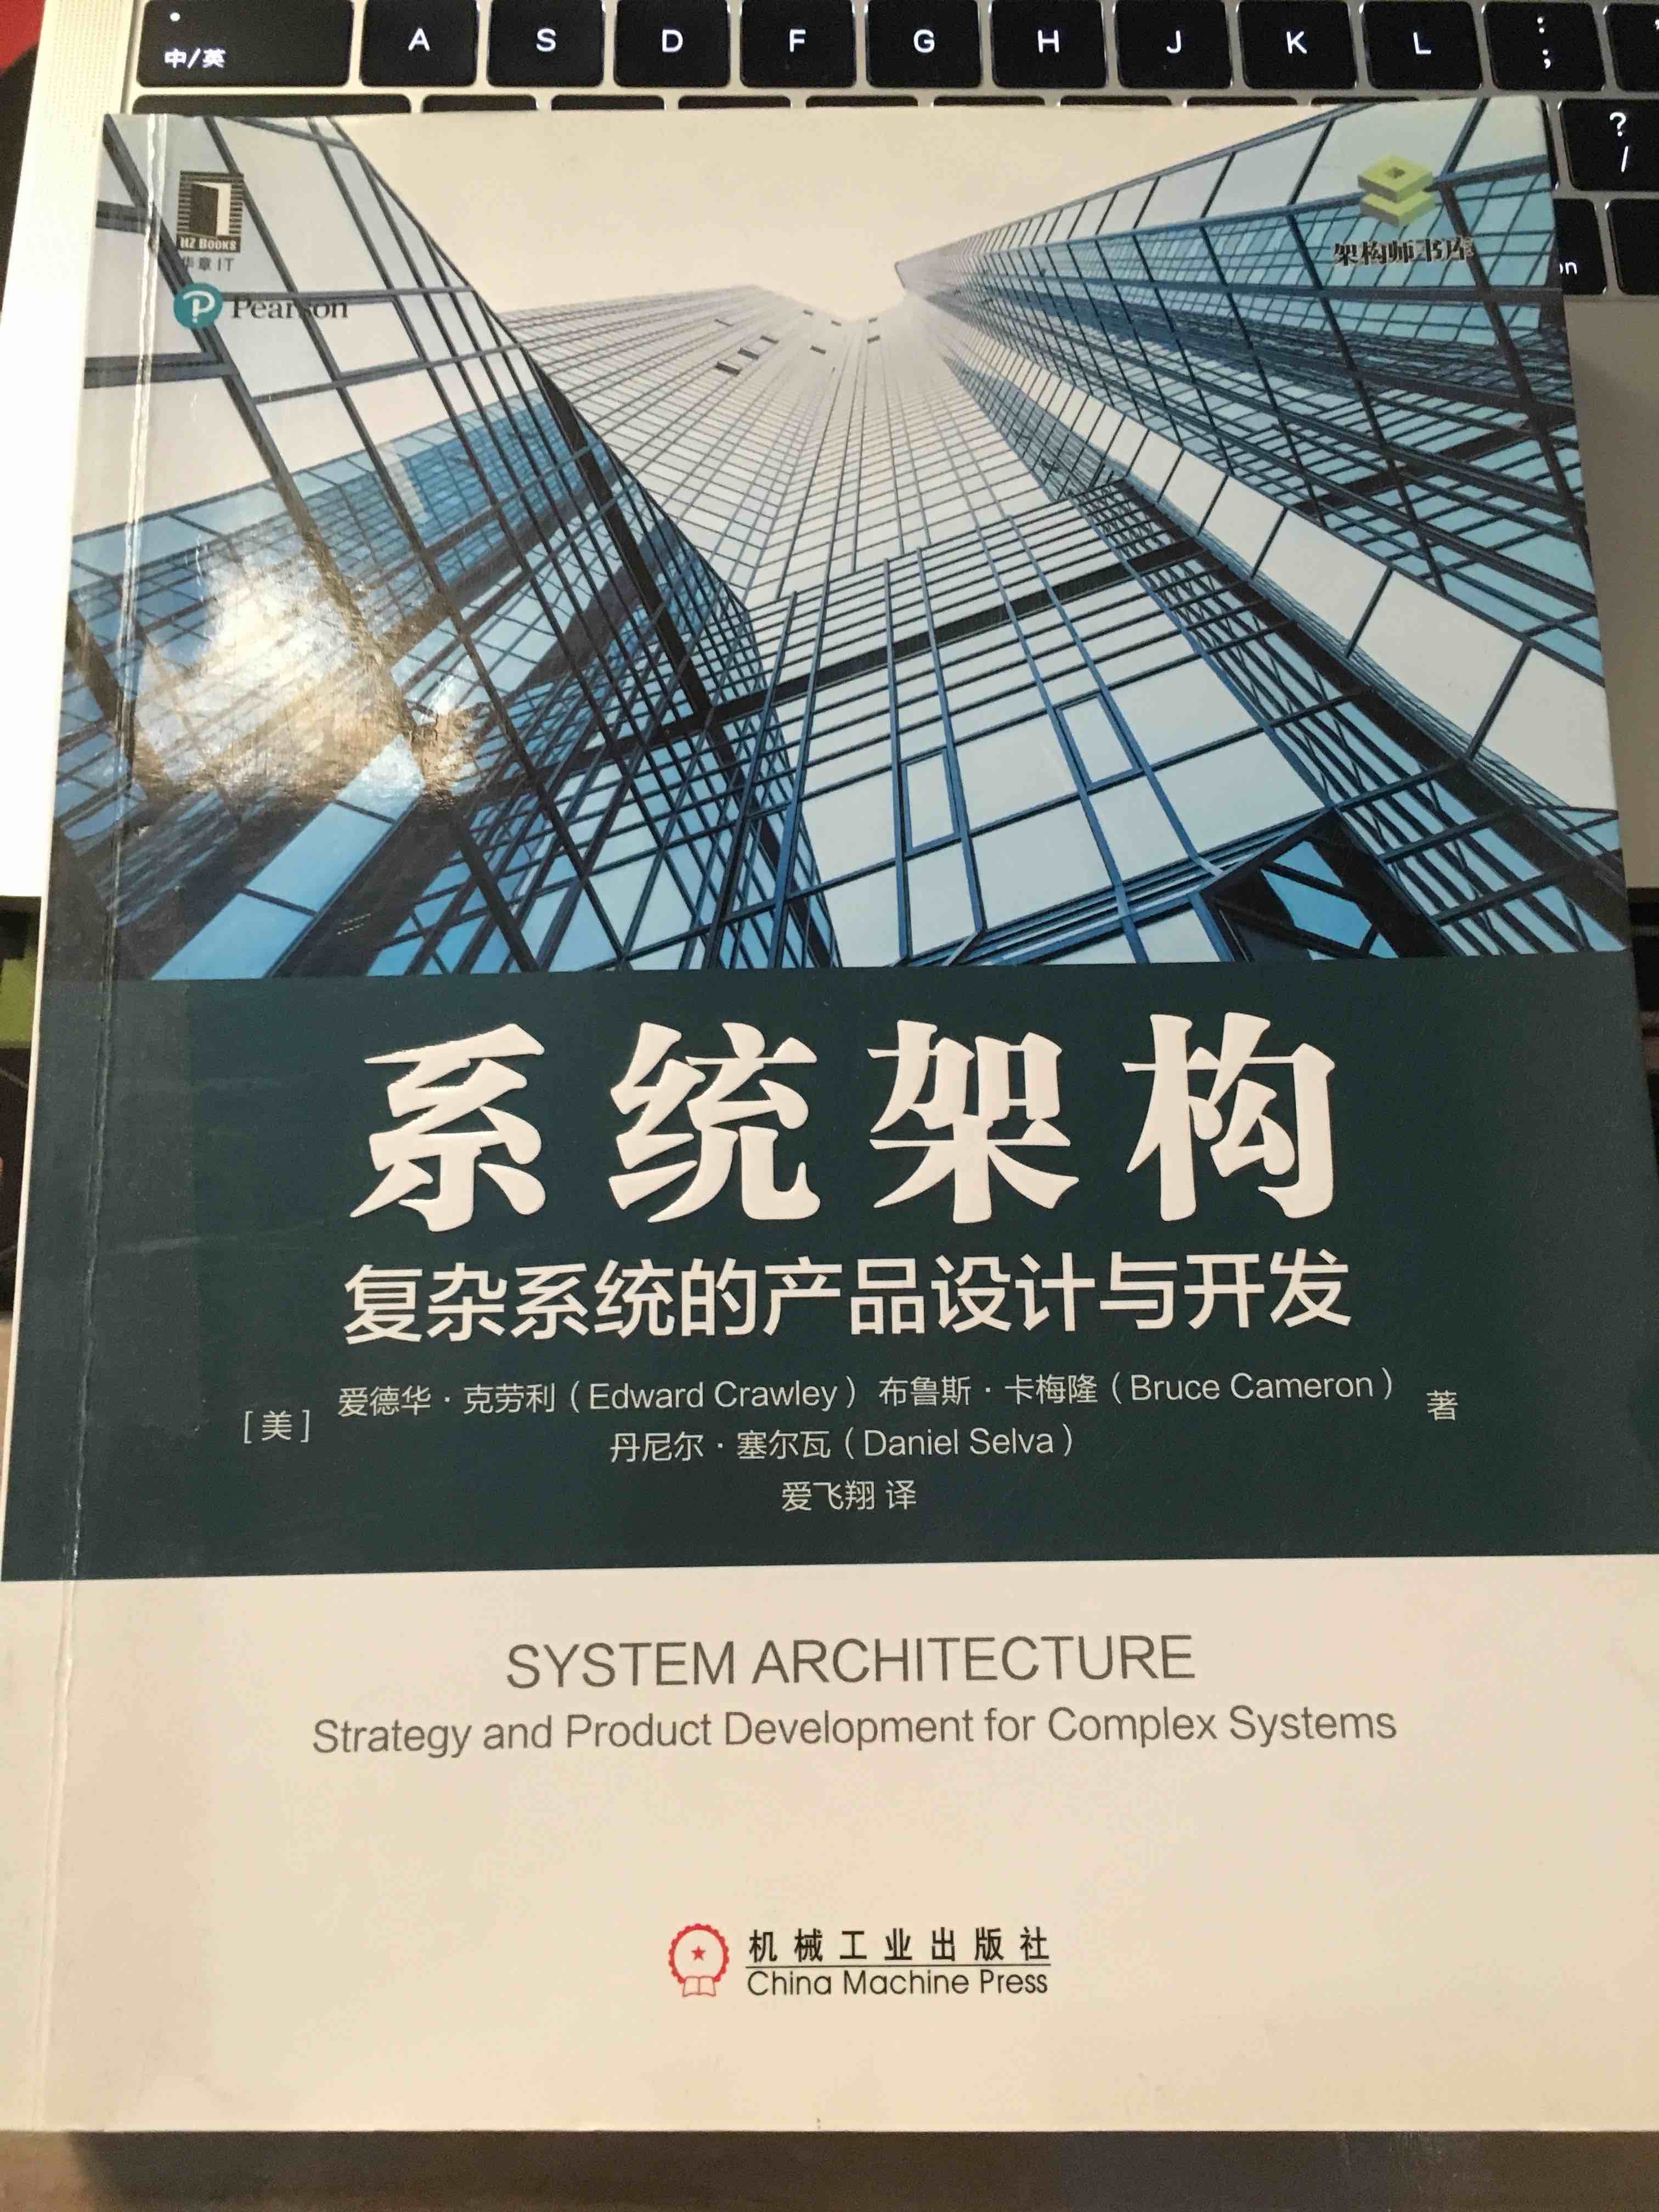 中/英
A S D F G H J K L : ;
? /
HZ BOOKS
华章IT
架构师书库
Pearson
系统架构
复杂系统的产品设计与开发
[美] 爱德华·克劳利（Edward Crawley） 布鲁斯·卡梅隆（Bruce Cameron） 著
丹尼尔·塞尔瓦（Daniel Selva）
爱飞翔 译
SYSTEM ARCHITECTURE
Strategy and Product Development for Complex Systems
机械工业出版社
China Machine Press